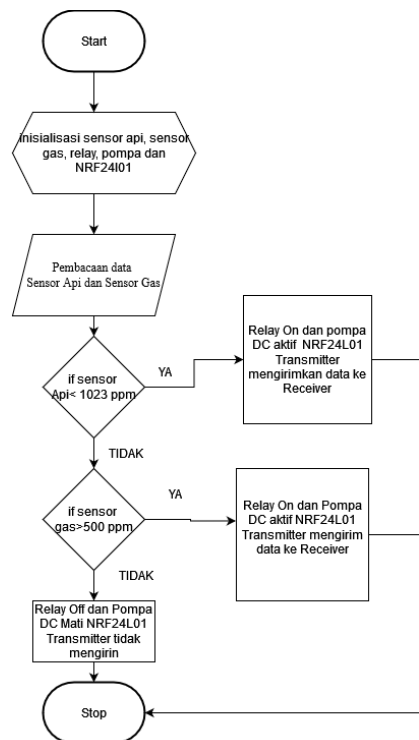 Start
inisialisasi sensor api, sensor
gas, relay, pompa dan
NRF24l01
Pembacaan data
Sensor Api dan Sensor Gas
if sensor
Api< 1023 ppm
YA
Relay On dan pompa
DC aktif NRF24L01
Transmitter
mengirimkan data ke
Receiver
TIDAK
if sensor
gas>500 ppm
YA
Relay On dan Pompa
DC aktif NRF24L01
Transmitter mengirim
data ke Receiver
TIDAK
Relay Off dan Pompa
DC Mati NRF24L01
Transmitter tidak
mengirin
Stop